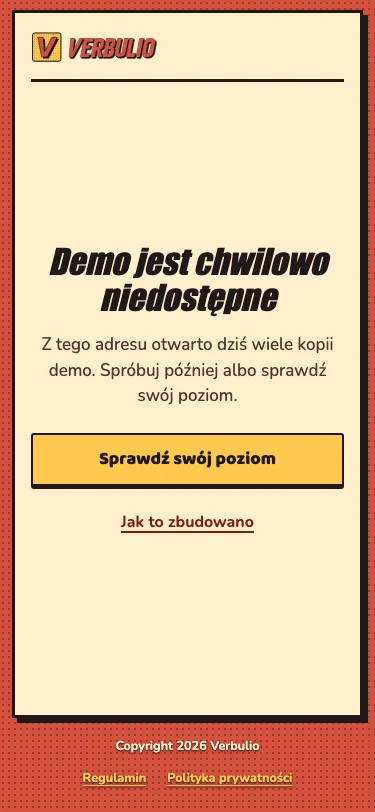 V VERBULIO
Demo jest chwilowo
niedostępne
Z tego adresu otwarto dziś wiele kopii
demo. Spróbuj później albo sprawdź
swój poziom.
Sprawdź swój poziom
Jak to zbudowano
Copyright 2026 Verbulio
Regulamin Polityka prywatności